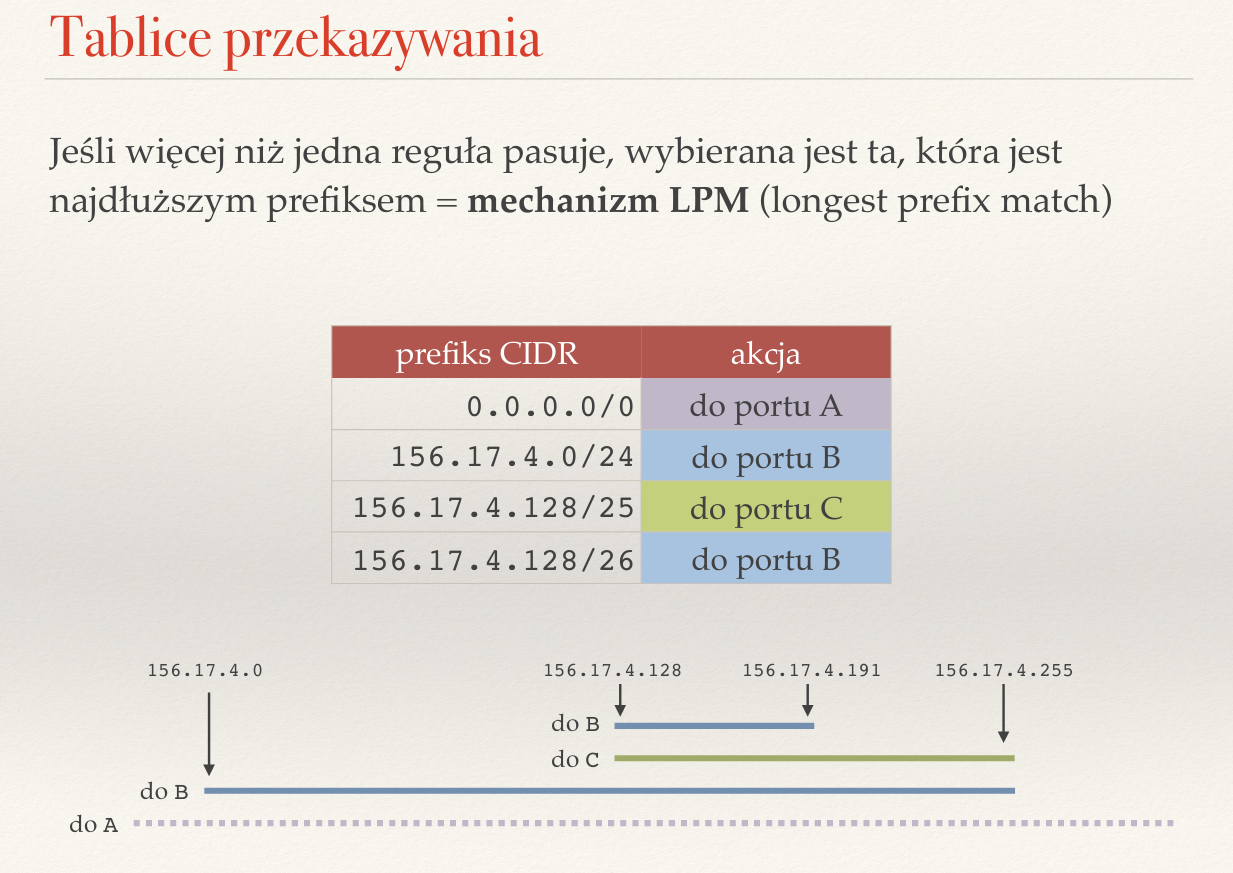 Tablice przekazywania
Jeśli więcej niż jedna reguła pasuje, wybierana jest ta, która jest
najdłuższym prefiksem = mechanizm LPM (longest prefix match)
prefiks CIDR akcja
0.0.0.0/0 do portu A
156.17.4.0/24 do portu B
156.17.4.128/25 do portu C
156.17.4.128/26 do portu B
156.17.4.0 156.17.4.128 156.17.4.191 156.17.4.255
do B
do C
do B
do A